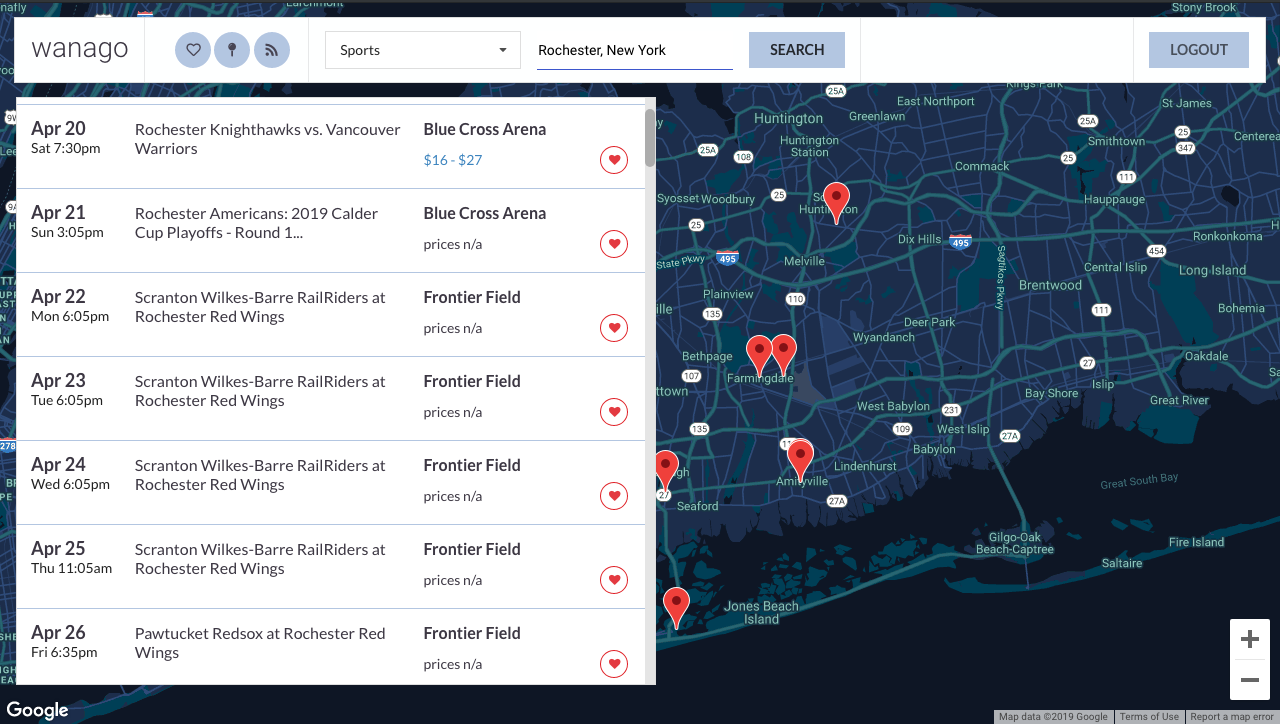 Larchmont
Stony Brook
wanago
Sports
Rochester, New York
SEARCH
LOGOUT
Apr 20
Sat 7:30pm
Rochester Knighthawks vs. Vancouver
Warriors
Blue Cross Arena
$16 - $27
Apr 21
Sun 3:05pm
Rochester Americans: 2019 Calder
Cup Playoffs - Round 1...
Blue Cross Arena
prices n/a
Apr 22
Mon 6:05pm
Scranton Wilkes-Barre RailRiders at
Rochester Red Wings
Frontier Field
prices n/a
Apr 23
Tue 6:05pm
Scranton Wilkes-Barre RailRiders at
Rochester Red Wings
Frontier Field
prices n/a
Apr 24
Wed 6:05pm
Scranton Wilkes-Barre RailRiders at
Rochester Red Wings
Frontier Field
prices n/a
Apr 25
Thu 11:05am
Scranton Wilkes-Barre RailRiders at
Rochester Red Wings
Frontier Field
prices n/a
Apr 26
Fri 6:35pm
Pawtucket Redsox at Rochester Red
Wings
Frontier Field
prices n/a
Kings Park
25A
East Northport
St James
Huntington
Greenlawn
25A
Smithtown
25
Huntington
Station
347
25A
108
25
Commack
111
Syosset
Woodbury
25
Hauppauge
25
Dix Hills
495
Ronkonkoma
State Pkwy
495
Melville
454
Central Islip
Long Island
Sagtikos Pkwy
Brentwood
Plainview
110
135
111
Bohemia
Deer Park
Wyandanch
Bethpage
27
Oakdale
107
Farmingdale
Islip
Bay Shore
Great River
West Babylon
231
135
109
West Islip
27A
Babylon
Lindenhurst
Amityville
27
27A
Seaford
Great South Bay
Gilgo-Oak
Beach-Captree
Fire Island
Saltaire
Jones Beach
Island
278
Google
Map data ©2019 Google
Terms of Use
Report a map error